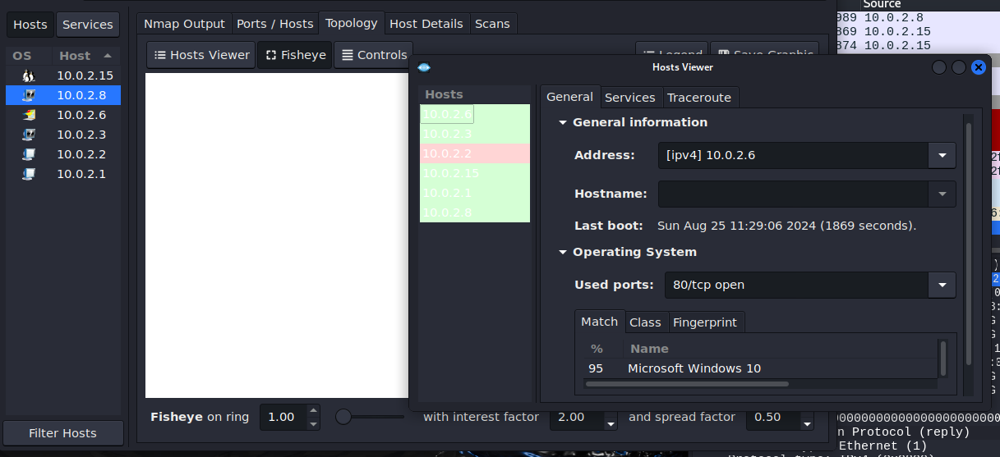 Source
989 10.0.2.8
869 10.0.2.15
874 10.0.2.15
Hosts Services
OS Host
10.0.2.15
10.0.2.8
10.0.2.6
10.0.2.3
10.0.2.2
10.0.2.1
Filter Hosts
Nmap Output Ports / Hosts Topology Host Details Scans
Hosts Viewer Fisheye Controls Legend Save Graphic
Hosts Viewer
Hosts
10.0.2.6
10.0.2.3
10.0.2.2
10.0.2.15
10.0.2.1
10.0.2.8
General Services Traceroute
General information
Address: [ipv4] 10.0.2.6
Hostname:
Last boot: Sun Aug 25 11:29:06 2024 (1869 seconds).
Operating System
Used ports: 80/tcp open
Match Class Fingerprint
% Name
95 Microsoft Windows 10
Fisheye on ring 1.00 with interest factor 2.00 and spread factor 0.50
n Protocol (reply)
Ethernet (1)